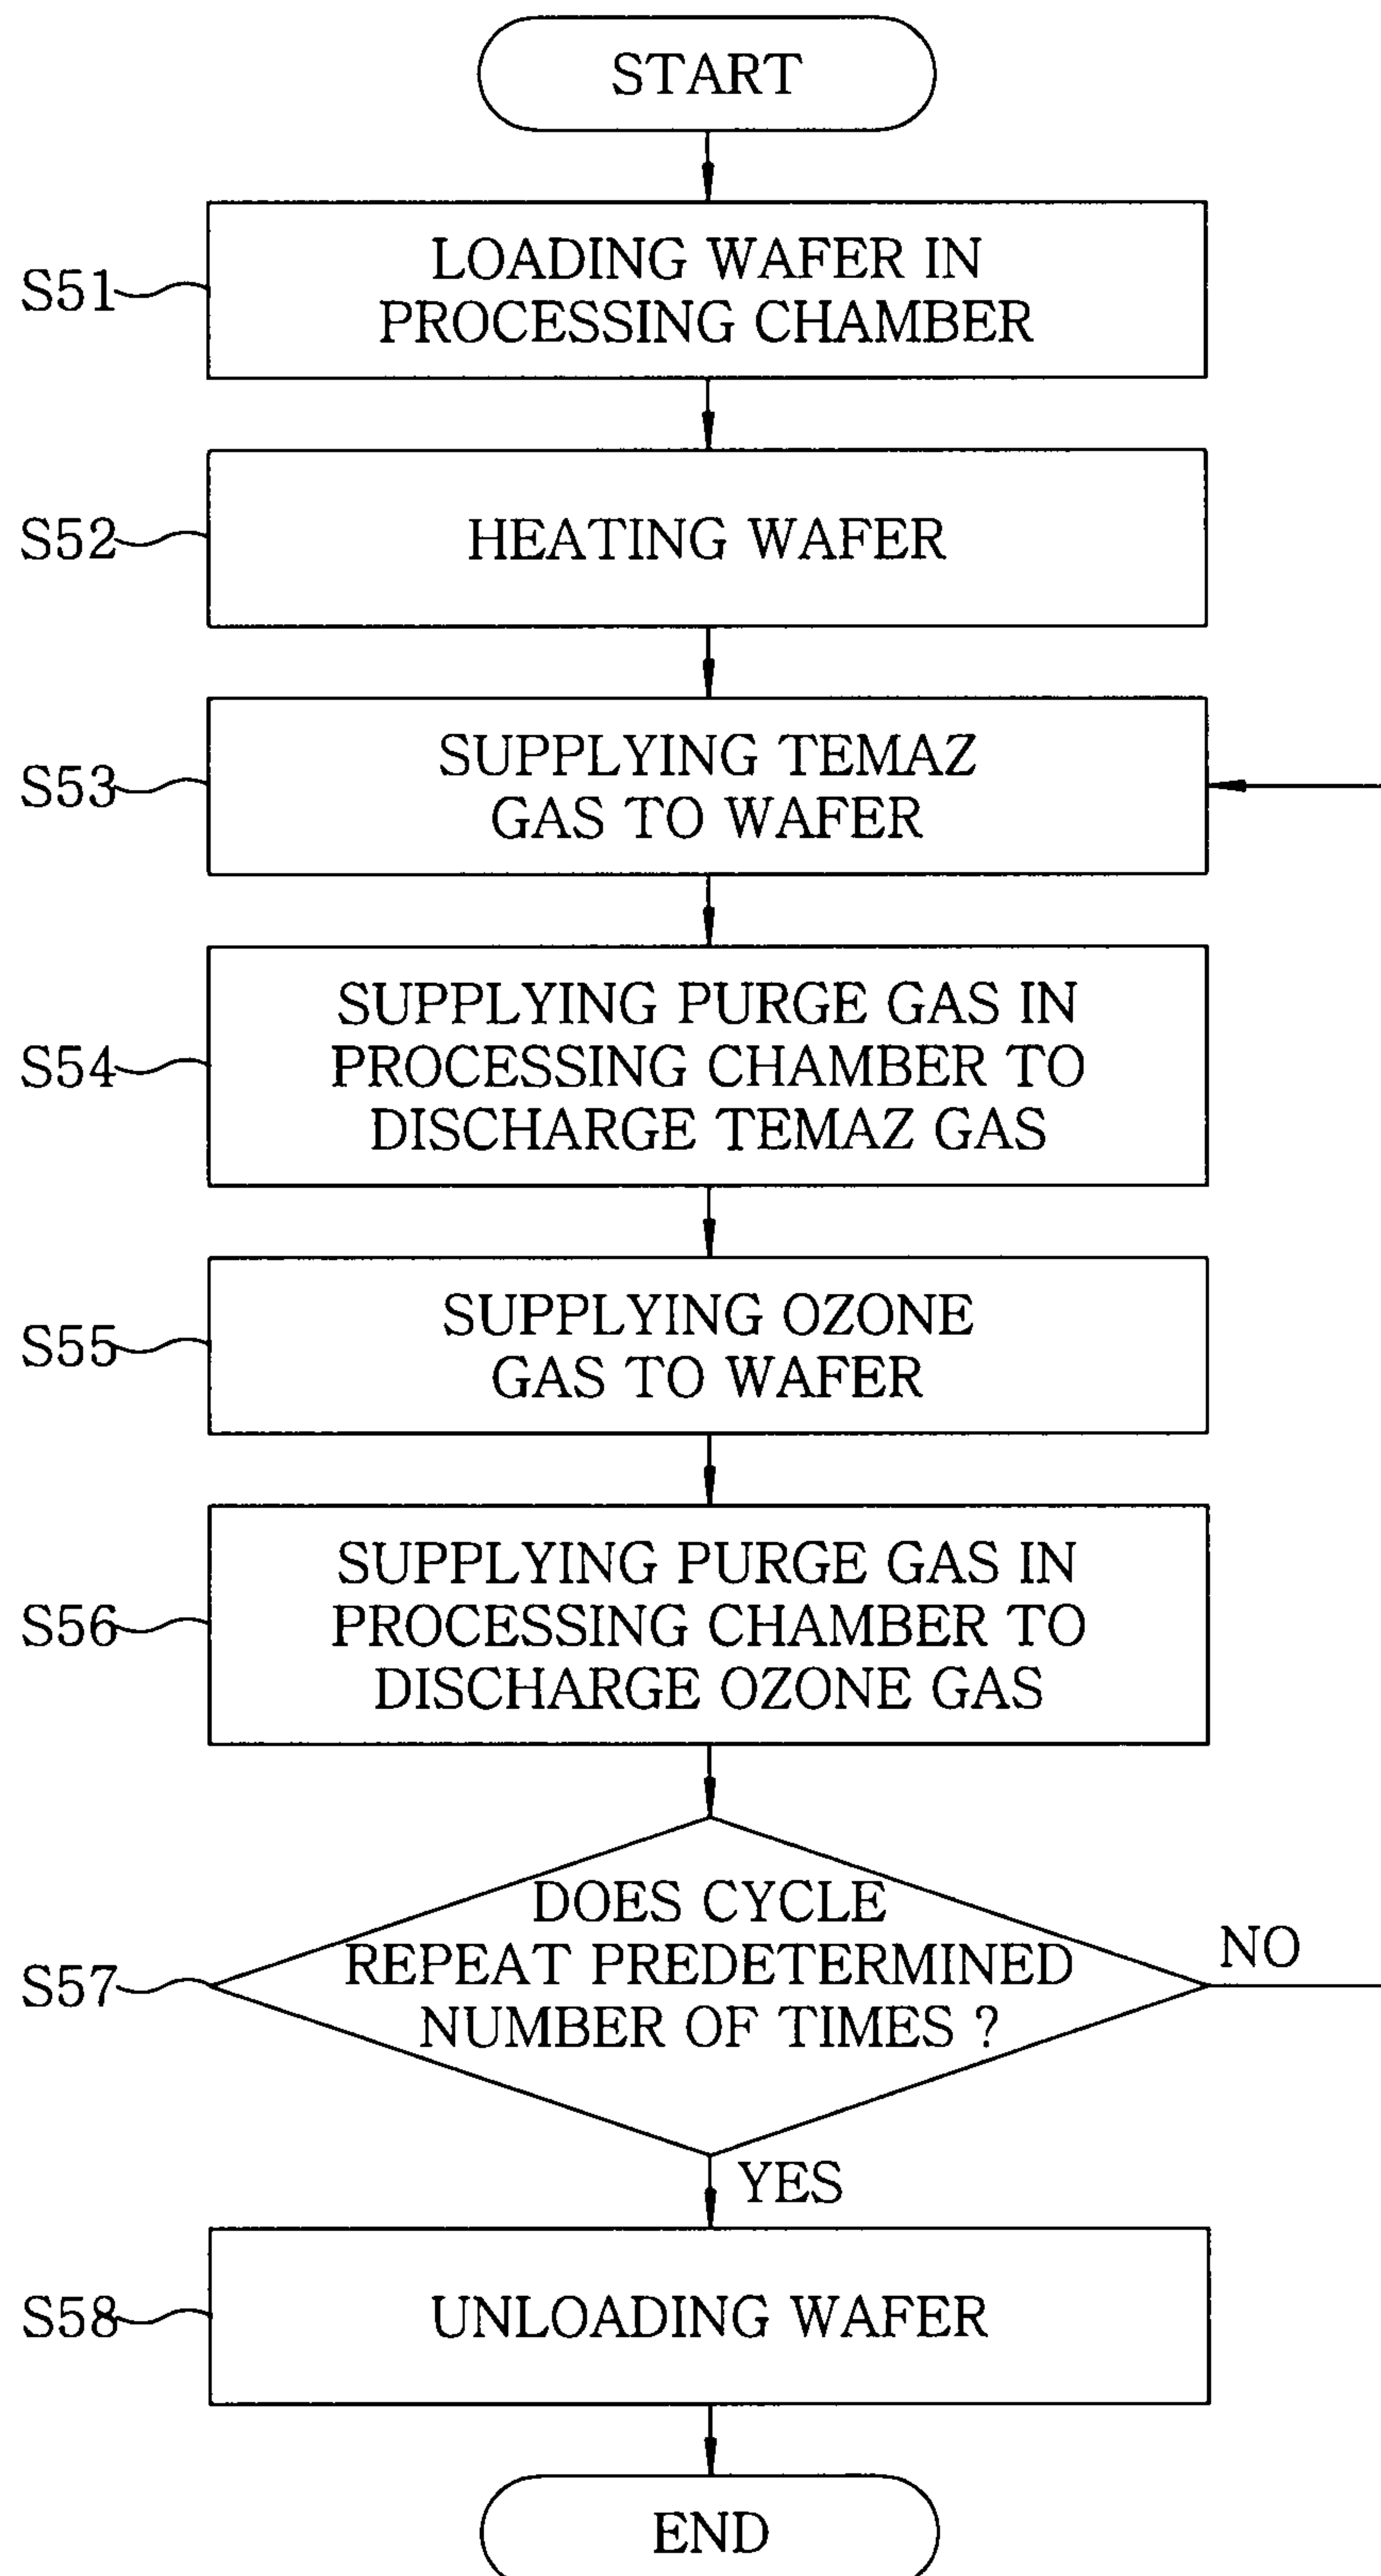 START
LOADING WAFER IN
PROCESSING CHAMBER
S51
HEATING WAFER
S52
SUPPLYING TEMAZ
GAS TO WAFER
S53
SUPPLYING PURGE GAS IN
PROCESSING CHAMBER TO
DISCHARGE TEMAZ GAS
S54
SUPPLYING OZONE
GAS TO WAFER
S55
SUPPLYING PURGE GAS IN
PROCESSING CHAMBER TO
DISCHARGE OZONE GAS
S56
DOES CYCLE
REPEAT PREDETERMINED
NUMBER OF TIMES ?
S57
NO
YES
UNLOADING WAFER
S58
END